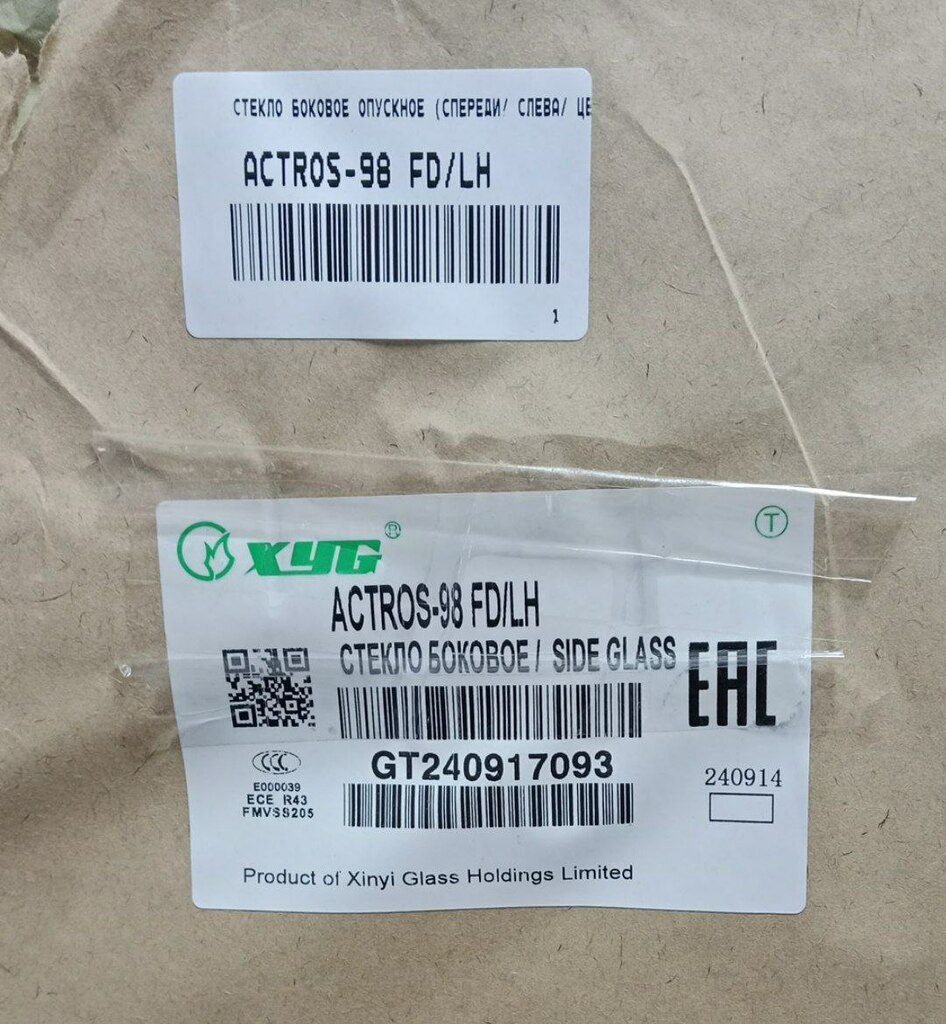 СТЕКЛО БОКОВОЕ ОПУСКНОЕ (СПЕРЕДИ/ СЛЕВА/ ЦЕ
ACTROS-98 FD/LH
1
XYG®
T
ACTROS-98 FD/LH
СТЕКЛО БОКОВОЕ / SIDE GLASS
EAC
CCC
GT240917093
E000039
ECE R43
FMVSS205
240914
Product of Xinyi Glass Holdings Limited